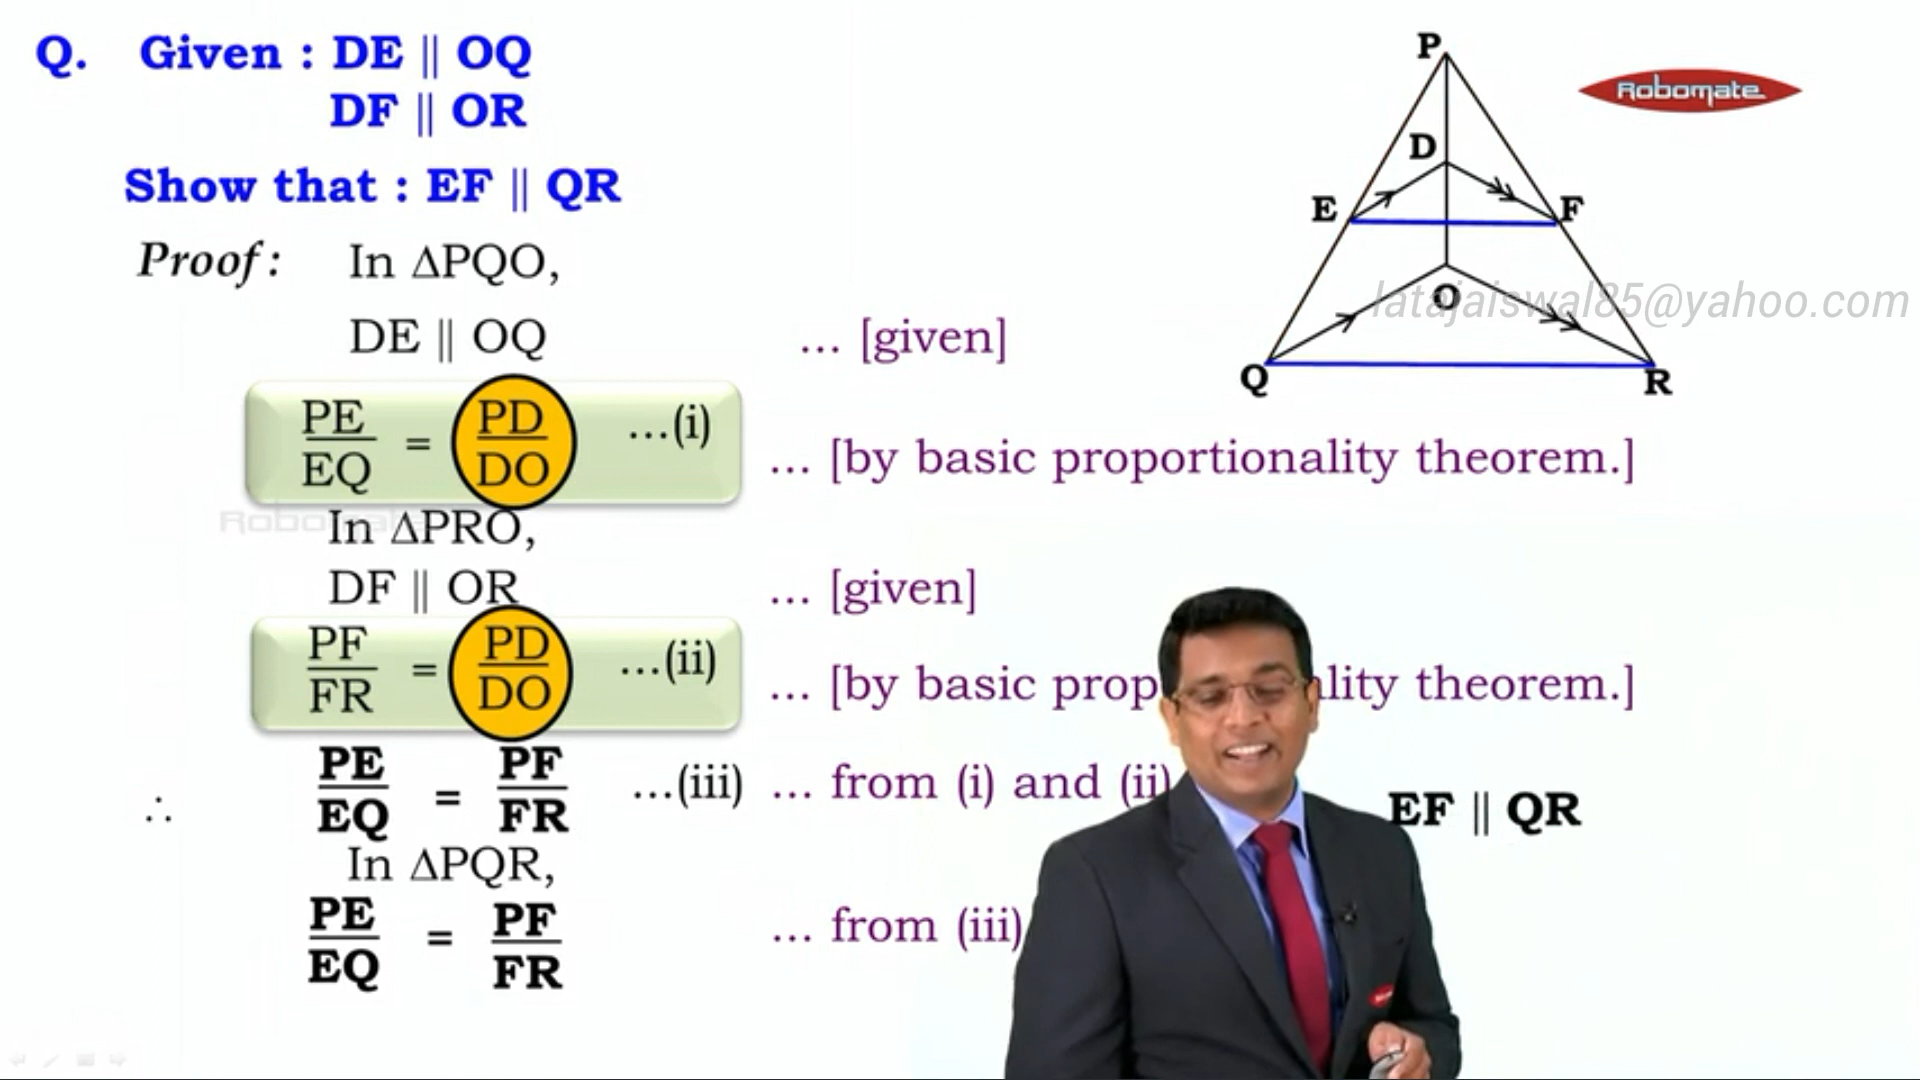 Q. Given : DE || OQ
DF || OR
Show that : EF || QR
Proof : In ΔPQO,
DE || OQ ... [given]
PE/EQ = PD/DO ...(i) ... [by basic proportionality theorem.]
Robomate
In ΔPRO,
DF || OR ... [given]
PF/FR = PD/DO ...(ii) ... [by basic prop lity theorem.]
∴ PE/EQ = PF/FR ...(iii) ... from (i) and (ii)
EF || QR
In ΔPQR,
PE/EQ = PF/FR ... from (iii)
P
D
E
F
O
Q
R
Robomate
latajaiswal85@yahoo.com